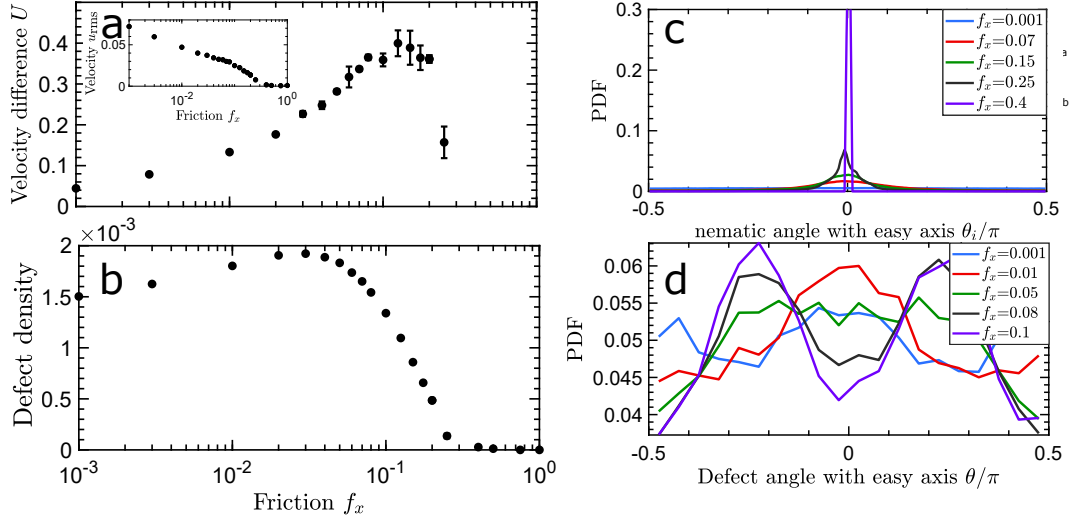 a
Velocity difference U
0.4
0.3
0.2
0.1
0
Velocity u_rms
0.05
0
10^-2
10^0
Friction f_x
b
×10^-3
Defect density
2
1.5
1
0.5
0
10^-3
10^-2
10^-1
10^0
Friction f_x
c
PDF
0.3
0.2
0.1
0
-0.5
0
0.5
nematic angle with easy axis θ_i/π
f_x=0.001
f_x=0.07
f_x=0.15
f_x=0.25
f_x=0.4
a
b
d
PDF
0.06
0.055
0.05
0.045
0.04
-0.5
0
0.5
Defect angle with easy axis θ/π
f_x=0.001
f_x=0.01
f_x=0.05
f_x=0.08
f_x=0.1